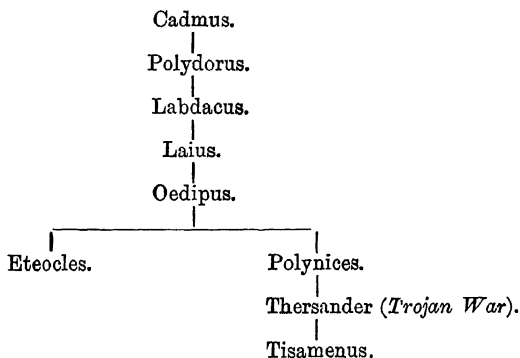 Cadmus.
Polydorus.
Labdacus.
Laius.
Oedipus.
Eteocles. Polynices.
Thersander (Trojan War).
Tisamenus.